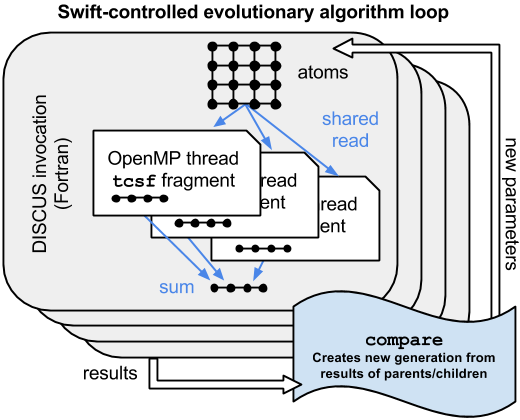 Swift-controlled evolutionary algorithm loop
atoms
shared
read
DISCUS invocation
(Fortran)
OpenMP thread
tcsf fragment
read
ent
read
ent
sum
new parameters
results
compare
Creates new generation from
results of parents/children